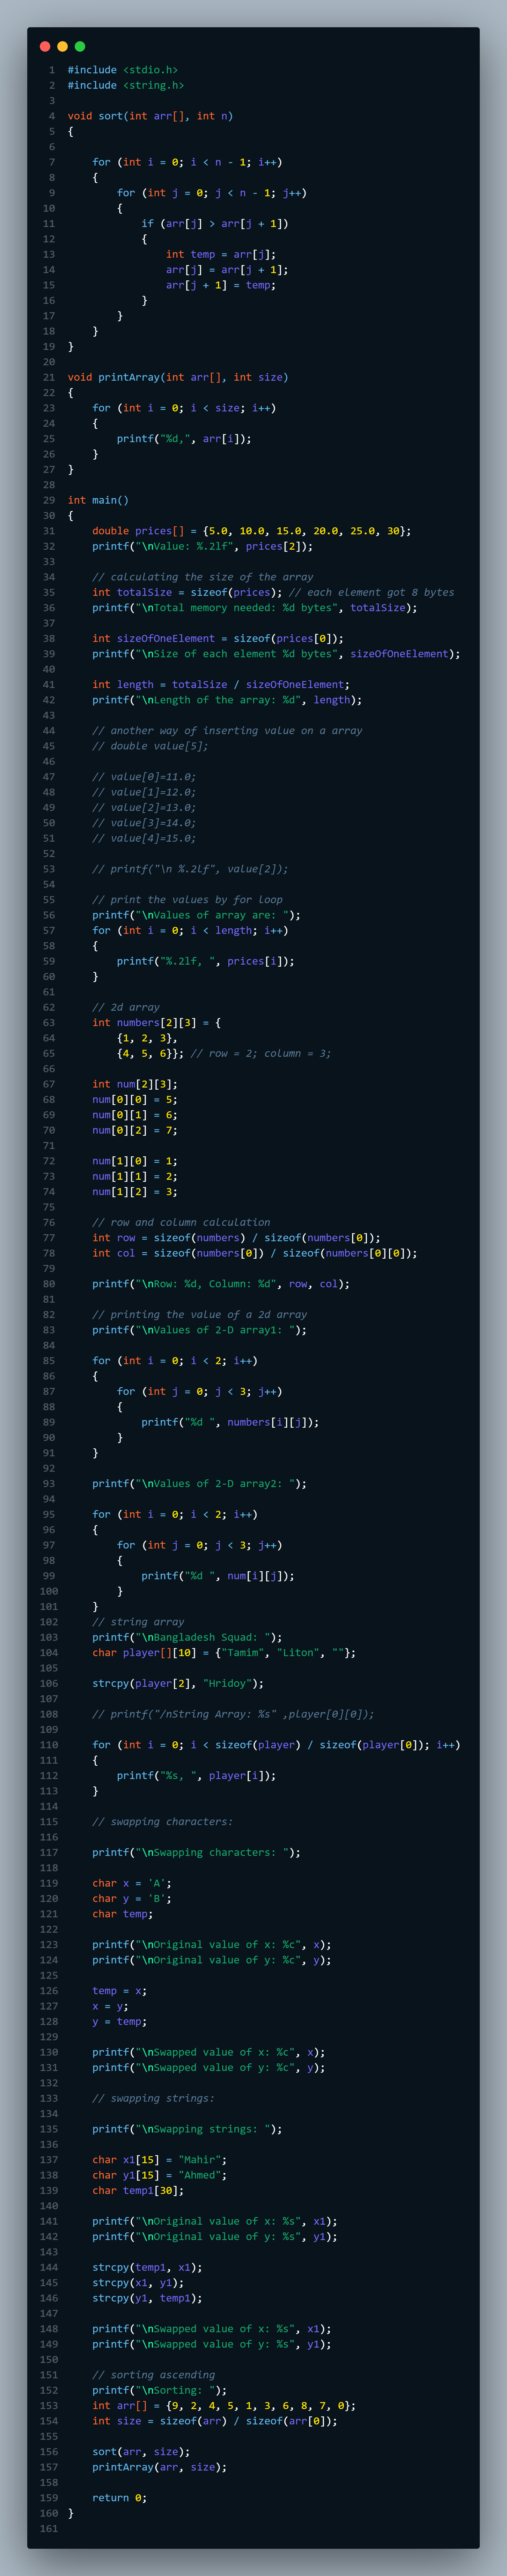 1 #include <stdio.h>
2 #include <string.h>
3
4 void sort(int arr[], int n)
5 {
6
7     for (int i = 0; i < n - 1; i++)
8     {
9         for (int j = 0; j < n - 1; j++)
10         {
11             if (arr[j] > arr[j + 1])
12             {
13                 int temp = arr[j];
14                 arr[j] = arr[j + 1];
15                 arr[j + 1] = temp;
16             }
17         }
18     }
19 }
20
21 void printArray(int arr[], int size)
22 {
23     for (int i = 0; i < size; i++)
24     {
25         printf("%d,", arr[i]);
26     }
27 }
28
29 int main()
30 {
31     double prices[] = {5.0, 10.0, 15.0, 20.0, 25.0, 30};
32     printf("\nValue: %.2lf", prices[2]);
33
34     // calculating the size of the array
35     int totalSize = sizeof(prices); // each element got 8 bytes
36     printf("\nTotal memory needed: %d bytes", totalSize);
37
38     int sizeOfOneElement = sizeof(prices[0]);
39     printf("\nSize of each element %d bytes", sizeOfOneElement);
40
41     int length = totalSize / sizeOfOneElement;
42     printf("\nLength of the array: %d", length);
43
44     // another way of inserting value on a array
45     // double value[5];
46
47     // value[0]=11.0;
48     // value[1]=12.0;
49     // value[2]=13.0;
50     // value[3]=14.0;
51     // value[4]=15.0;
52
53     // printf("\n %.2lf", value[2]);
54
55     // print the values by for loop
56     printf("\nValues of array are: ");
57     for (int i = 0; i < length; i++)
58     {
59         printf("%.2lf, ", prices[i]);
60     }
61
62     // 2d array
63     int numbers[2][3] = {
64         {1, 2, 3},
65         {4, 5, 6}}; // row = 2; column = 3;
66
67     int num[2][3];
68     num[0][0] = 5;
69     num[0][1] = 6;
70     num[0][2] = 7;
71
72     num[1][0] = 1;
73     num[1][1] = 2;
74     num[1][2] = 3;
75
76     // row and column calculation
77     int row = sizeof(numbers) / sizeof(numbers[0]);
78     int col = sizeof(numbers[0]) / sizeof(numbers[0][0]);
79
80     printf("\nRow: %d, Column: %d", row, col);
81
82     // printing the value of a 2d array
83     printf("\nValues of 2-D array1: ");
84
85     for (int i = 0; i < 2; i++)
86     {
87         for (int j = 0; j < 3; j++)
88         {
89             printf("%d ", numbers[i][j]);
90         }
91     }
92
93     printf("\nValues of 2-D array2: ");
94
95     for (int i = 0; i < 2; i++)
96     {
97         for (int j = 0; j < 3; j++)
98         {
99             printf("%d ", num[i][j]);
100         }
101     }
102     // string array
103     printf("\nBangladesh Squad: ");
104     char player[][10] = {"Tamim", "Liton", ""};
105
106     strcpy(player[2], "Hridoy");
107
108     // printf("/nString Array: %s" ,player[0][0]);
109
110     for (int i = 0; i < sizeof(player) / sizeof(player[0]); i++)
111     {
112         printf("%s, ", player[i]);
113     }
114
115     // swapping characters:
116
117     printf("\nSwapping characters: ");
118
119     char x = 'A';
120     char y = 'B';
121     char temp;
122
123     printf("\nOriginal value of x: %c", x);
124     printf("\nOriginal value of y: %c", y);
125
126     temp = x;
127     x = y;
128     y = temp;
129
130     printf("\nSwapped value of x: %c", x);
131     printf("\nSwapped value of y: %c", y);
132
133     // swapping strings:
134
135     printf("\nSwapping strings: ");
136
137     char x1[15] = "Mahir";
138     char y1[15] = "Ahmed";
139     char temp1[30];
140
141     printf("\nOriginal value of x: %s", x1);
142     printf("\nOriginal value of y: %s", y1);
143
144     strcpy(temp1, x1);
145     strcpy(x1, y1);
146     strcpy(y1, temp1);
147
148     printf("\nSwapped value of x: %s", x1);
149     printf("\nSwapped value of y: %s", y1);
150
151     // sorting ascending
152     printf("\nSorting: ");
153     int arr[] = {9, 2, 4, 5, 1, 3, 6, 8, 7, 0};
154     int size = sizeof(arr) / sizeof(arr[0]);
155
156     sort(arr, size);
157     printArray(arr, size);
158
159     return 0;
160 }
161